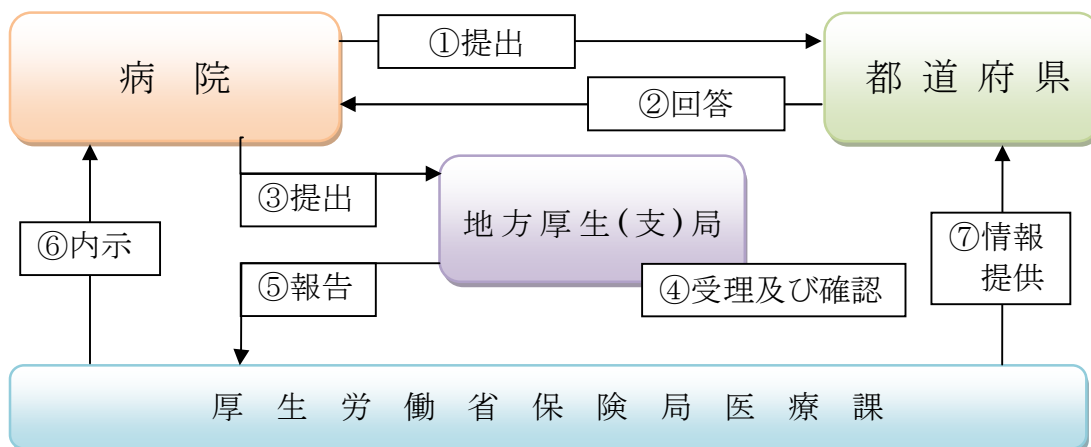 ①提出
病院
都道府県
②回答
③提出
地方厚生(支)局
⑥内示
⑦情報
提供
⑤報告
④受理及び確認
厚生労働省保険局医療課